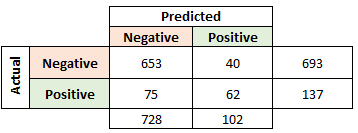 Predicted
Negative Positive
Actual
Negative 653 40 693
Positive 75 62 137
728 102